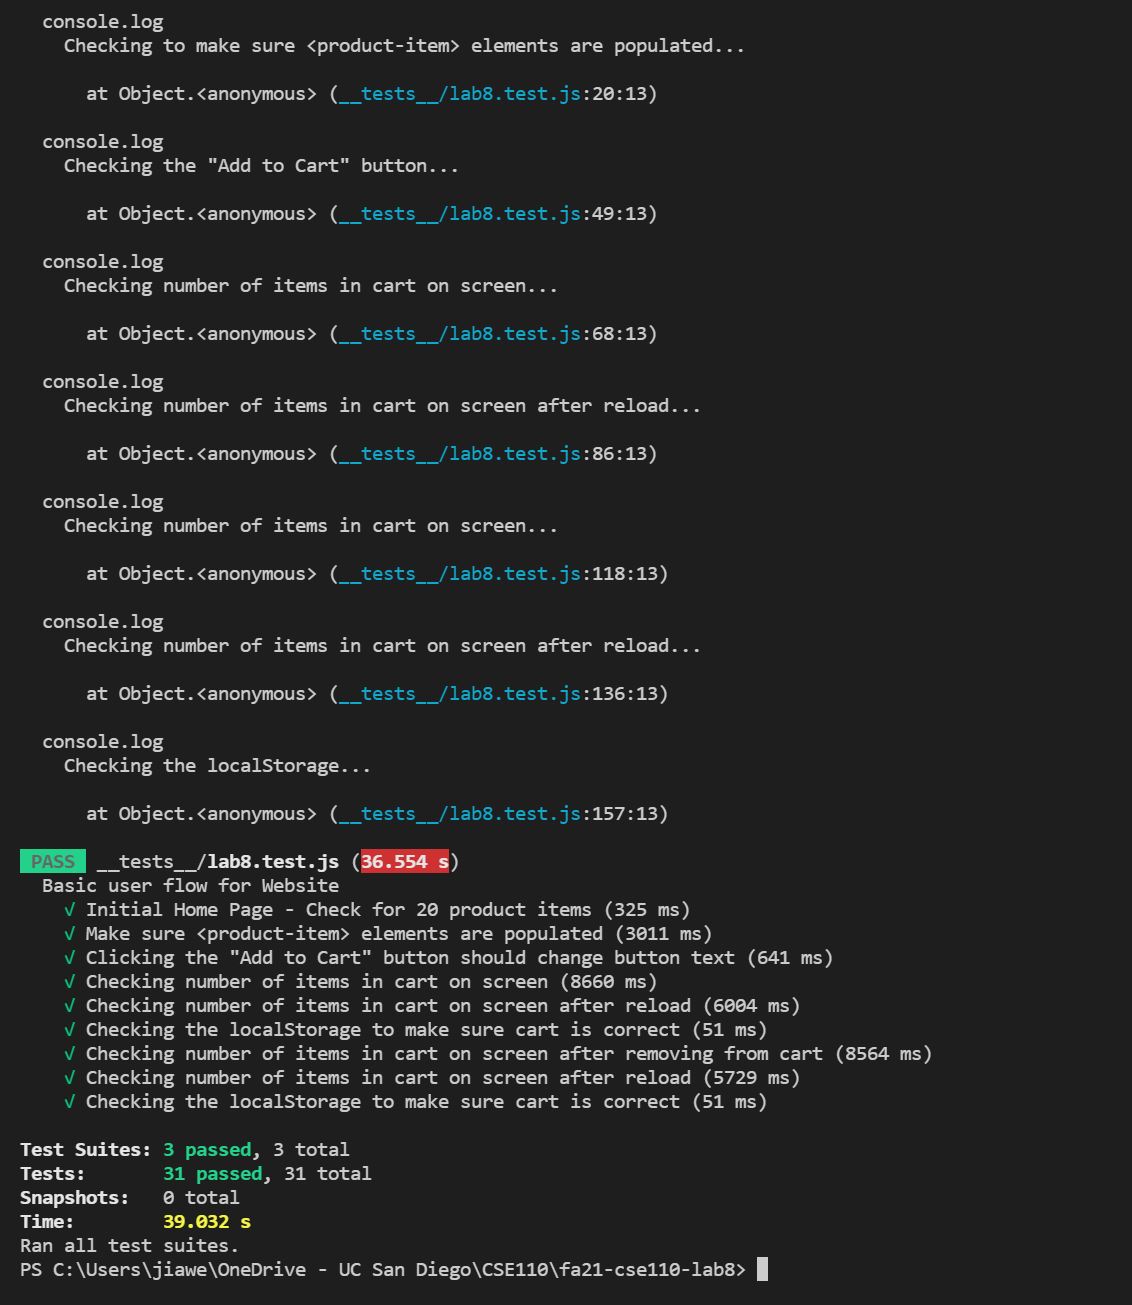 console.log
Checking to make sure <product-item> elements are populated...
at Object.<anonymous> (__tests__/lab8.test.js:20:13)
console.log
Checking the "Add to Cart" button...
at Object.<anonymous> (__tests__/lab8.test.js:49:13)
console.log
Checking number of items in cart on screen...
at Object.<anonymous> (__tests__/lab8.test.js:68:13)
console.log
Checking number of items in cart on screen after reload...
at Object.<anonymous> (__tests__/lab8.test.js:86:13)
console.log
Checking number of items in cart on screen...
at Object.<anonymous> (__tests__/lab8.test.js:118:13)
console.log
Checking number of items in cart on screen after reload...
at Object.<anonymous> (__tests__/lab8.test.js:136:13)
console.log
Checking the localStorage...
at Object.<anonymous> (__tests__/lab8.test.js:157:13)
PASS __tests__/lab8.test.js (36.554 s)
Basic user flow for Website
√ Initial Home Page - Check for 20 product items (325 ms)
√ Make sure <product-item> elements are populated (3011 ms)
√ Clicking the "Add to Cart" button should change button text (641 ms)
√ Checking number of items in cart on screen (8660 ms)
√ Checking number of items in cart on screen after reload (6004 ms)
√ Checking the localStorage to make sure cart is correct (51 ms)
√ Checking number of items in cart on screen after removing from cart (8564 ms)
√ Checking number of items in cart on screen after reload (5729 ms)
√ Checking the localStorage to make sure cart is correct (51 ms)
Test Suites: 3 passed, 3 total
Tests: 31 passed, 31 total
Snapshots: 0 total
Time: 39.032 s
Ran all test suites.
PS C:\Users\jiawe\OneDrive - UC San Diego\CSE110\fa21-cse110-lab8>